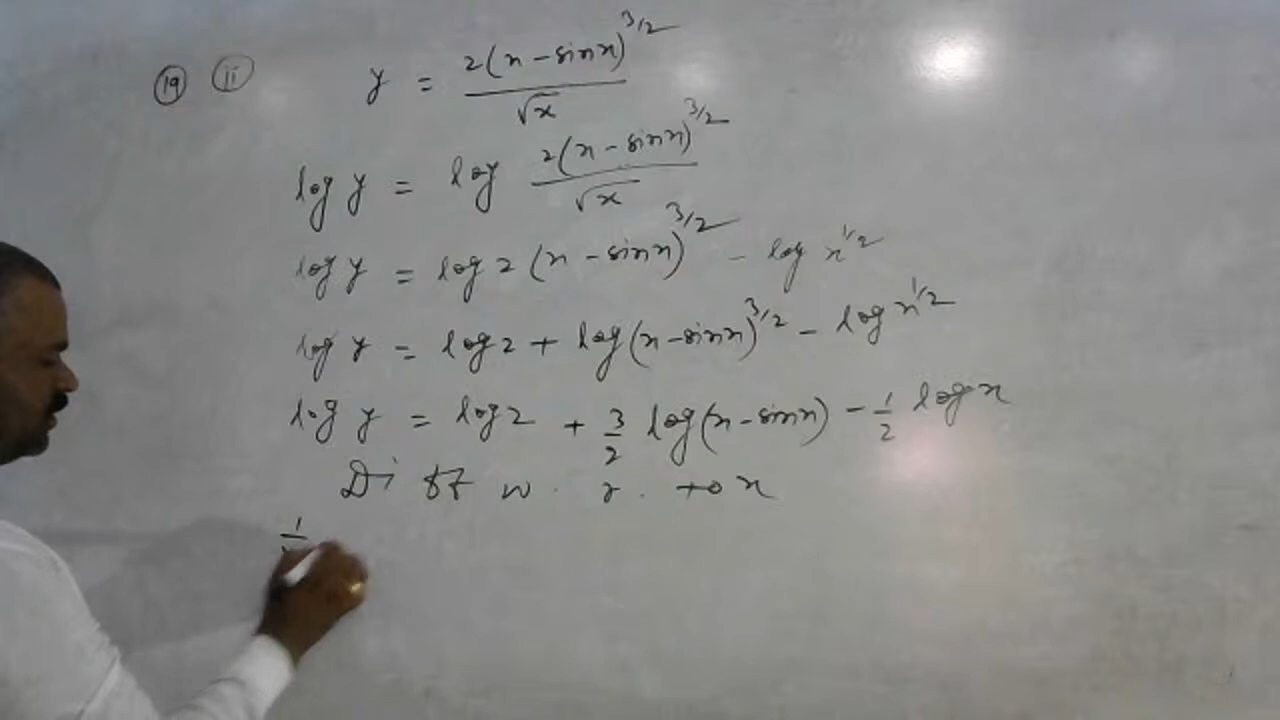 19 ii y = 2(x - sinx)^3/2 / √x
log y = log 2(x - sinx)^3/2 / √x
log y = log 2 (x - sinx)^3/2 - log x^1/2
log y = log 2 + log(x - sinx)^3/2 - log x^1/2
log y = log 2 + 3/2 log(x - sinx) - 1/2 log x
Diff w. r. to x
1